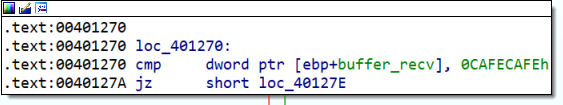 .text:00401270
.text:00401270 loc_401270:
.text:00401270 cmp     dword ptr [ebp+buffer_recv], 0CAFECAFEh
.text:0040127A jz      short loc_40127E